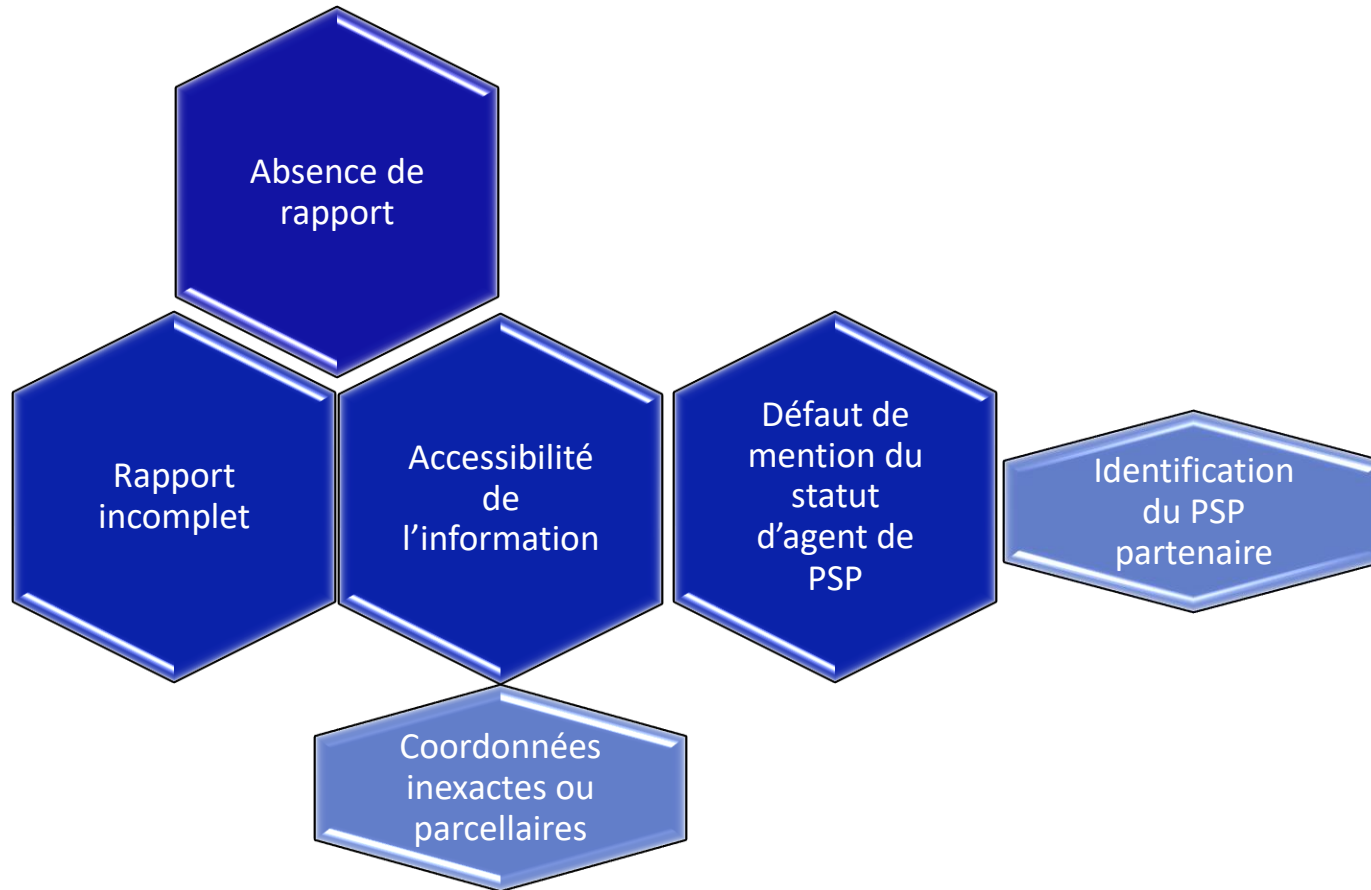 Absence de
rapport
Rapport
incomplet
Accessibilité
de
l’information
Défaut de
mention du
statut
d’agent de
PSP
Identification
du PSP
partenaire
Coordonnées
inexactes ou
parcellaires